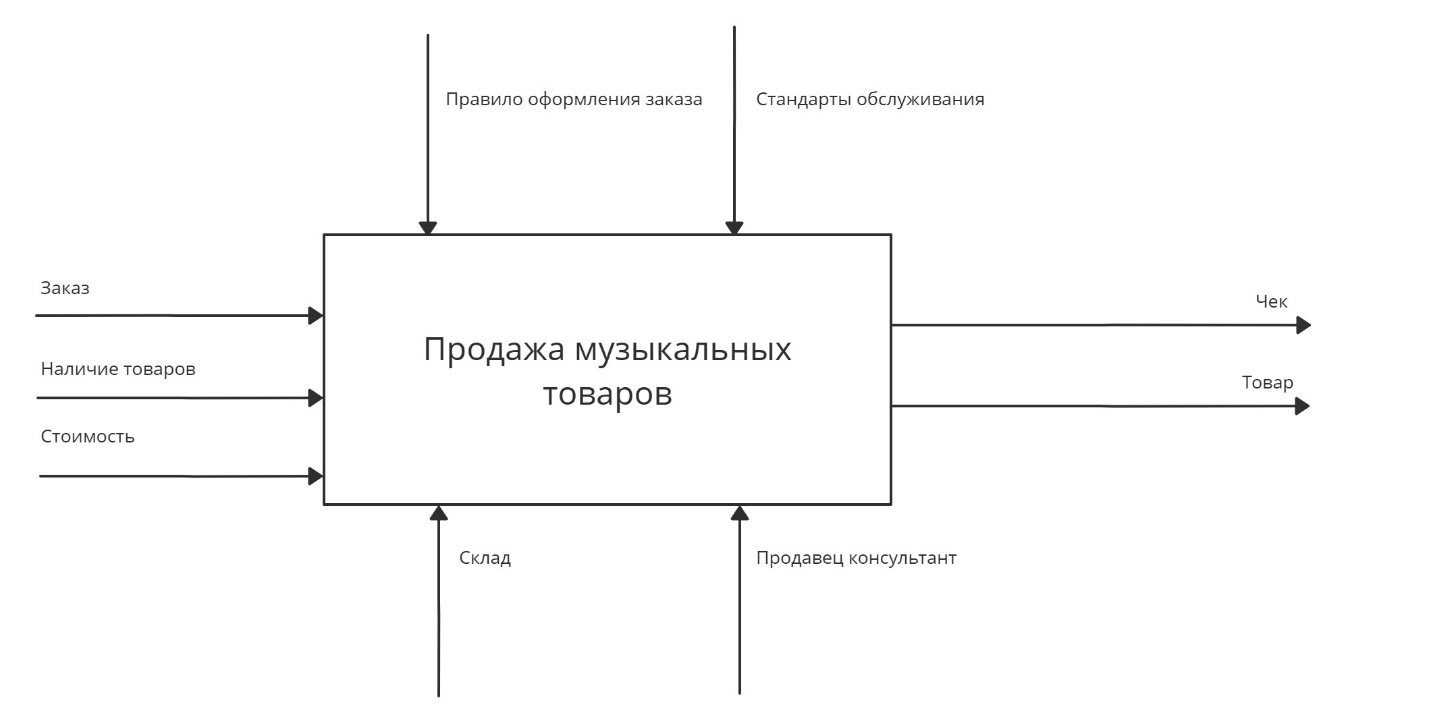 Правило оформления заказа
Стандарты обслуживания
Заказ
Наличие товаров
Стоимость
Продажа музыкальных
товаров
Чек
Товар
Склад
Продавец консультант